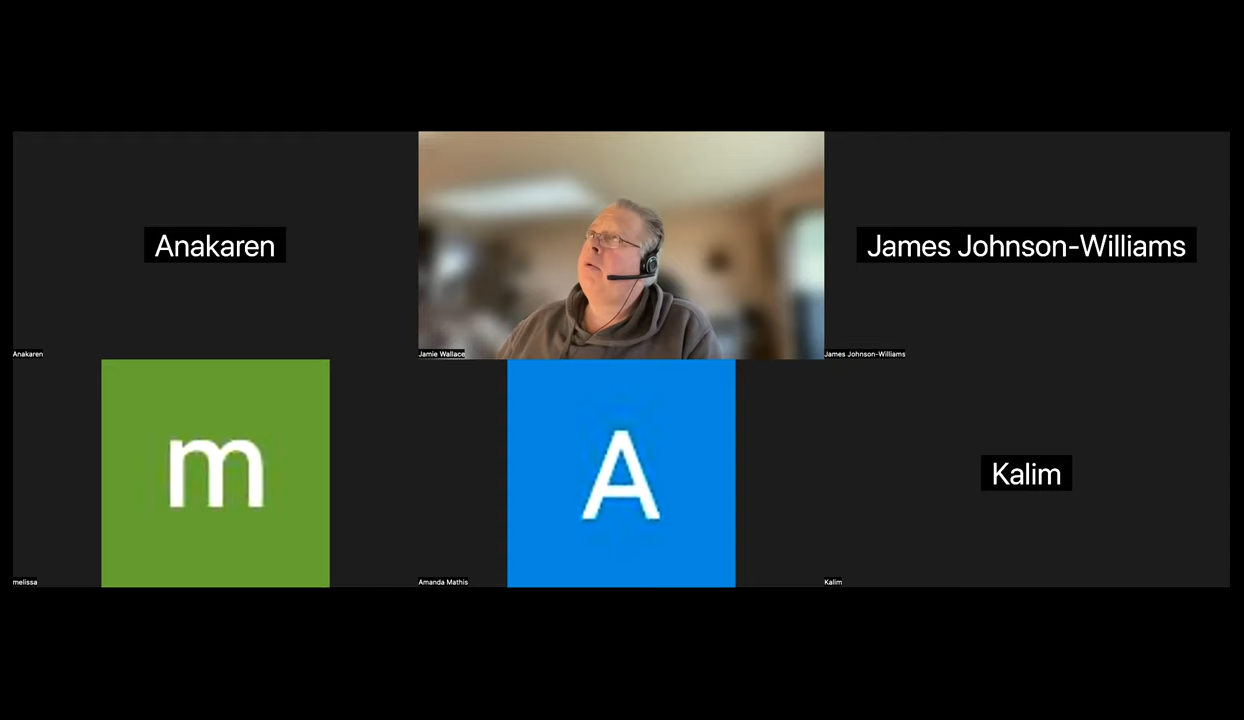 Anakaren
James Johnson-Williams
Anakaren
Jamie Wallace
James Johnson-Williams
m
A
Kalim
melissa
Amanda Mathis
Kalim